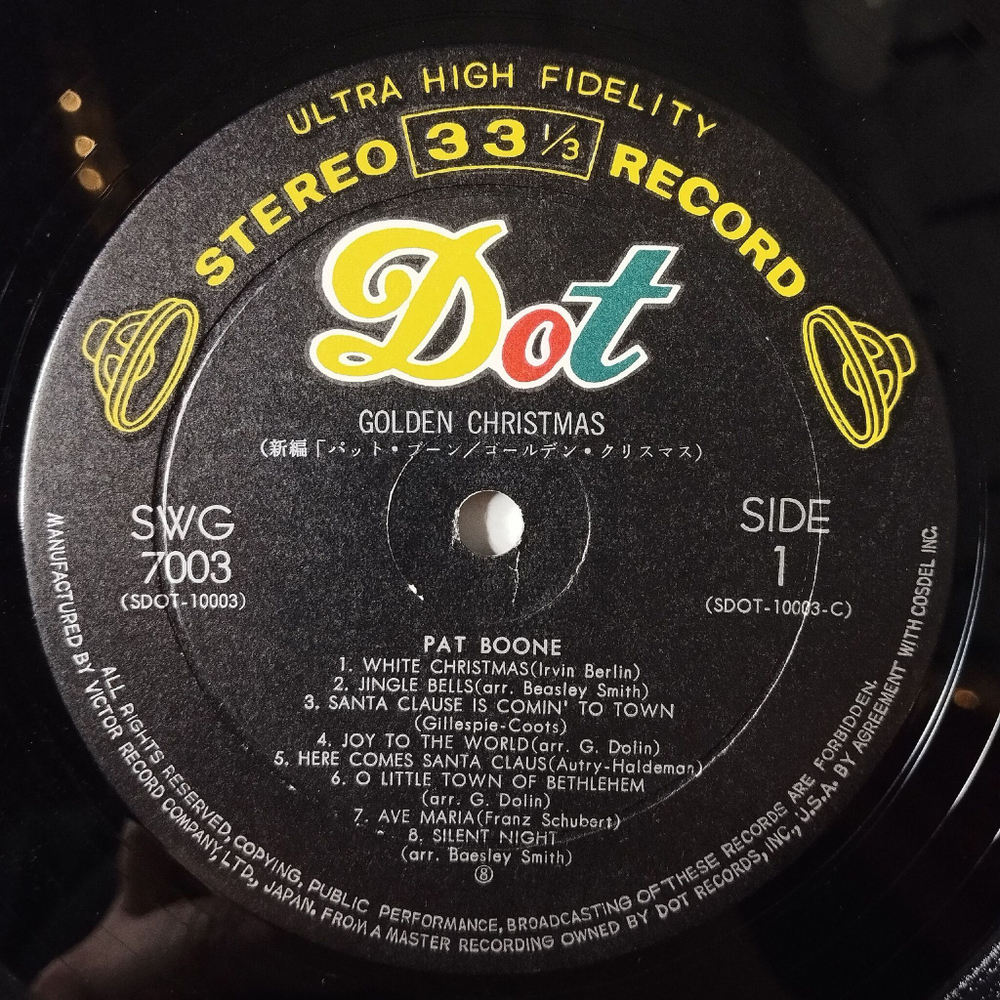 ULTRA HIGH FIDELITY
STEREO 33 1/3 RECORD
Dot
GOLDEN CHRISTMAS
(新編「パット・ブーン/ゴールデン・クリスマス)
SWG
7003
(SDOT-10003)
SIDE
1
(SDOT-10003-C)
PAT BOONE
1. WHITE CHRISTMAS(Irvin Berlin)
2. JINGLE BELLS(arr. Beasley Smith)
3. SANTA CLAUSE IS COMIN' TO TOWN
(Gillespie-Coots)
4. JOY TO THE WORLD(arr. G. Dolin)
5. HERE COMES SANTA CLAUS(Autry-Haldeman)
6. O LITTLE TOWN OF BETHLEHEM
(arr. G. Dolin)
7. AVE MARIA(Franz Schubert)
8. SILENT NIGHT
(arr. Baesley Smith)
⑧
ALL RIGHTS RESERVED, COPYING, PUBLIC PERFORMANCE, BROADCASTING OF THESE RECORDS ARE FORBIDDEN.
MANUFACTURED BY VICTOR RECORD COMPANY, LTD., JAPAN. FROM A MASTER RECORDING OWNED BY DOT RECORDS, INC., U.S.A. BY AGREEMENT WITH COSDEL INC.